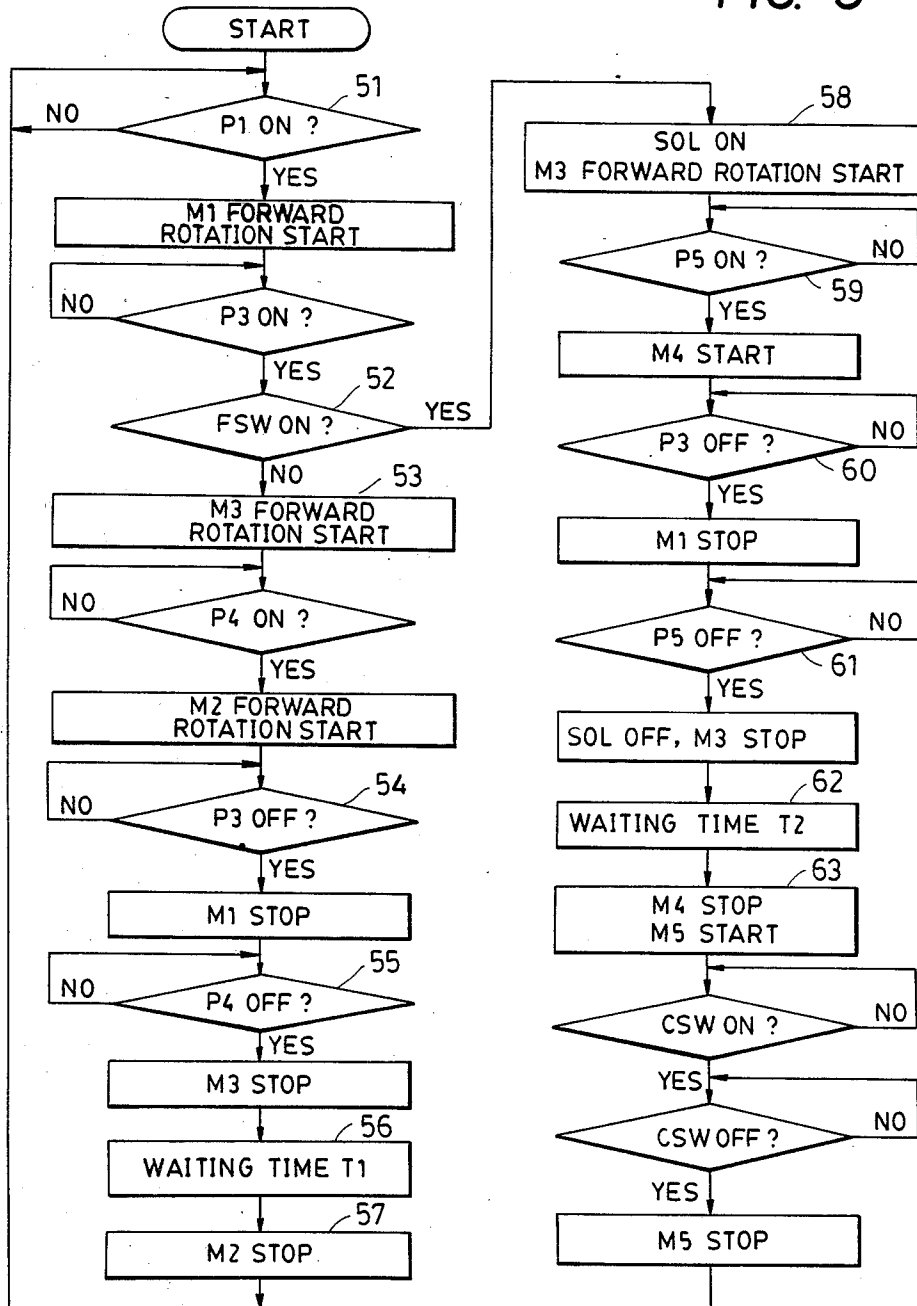 START
51
NO
P1 ON ?
YES
M1 FORWARD
ROTATION START
NO
P3 ON ?
YES
52
FSW ON ?
YES
NO
53
M3 FORWARD
ROTATION START
NO
P4 ON ?
YES
M2 FORWARD
ROTATION START
54
NO
P3 OFF ?
YES
M1 STOP
55
NO
P4 OFF ?
YES
M3 STOP
56
WAITING TIME T1
57
M2 STOP
58
SOL ON
M3 FORWARD ROTATION START
P5 ON ?
NO
59
YES
M4 START
P3 OFF ?
NO
60
YES
M1 STOP
P5 OFF ?
NO
61
YES
SOL OFF, M3 STOP
62
WAITING TIME T2
63
M4 STOP
M5 START
CSW ON ?
NO
YES
CSW OFF ?
NO
YES
M5 STOP